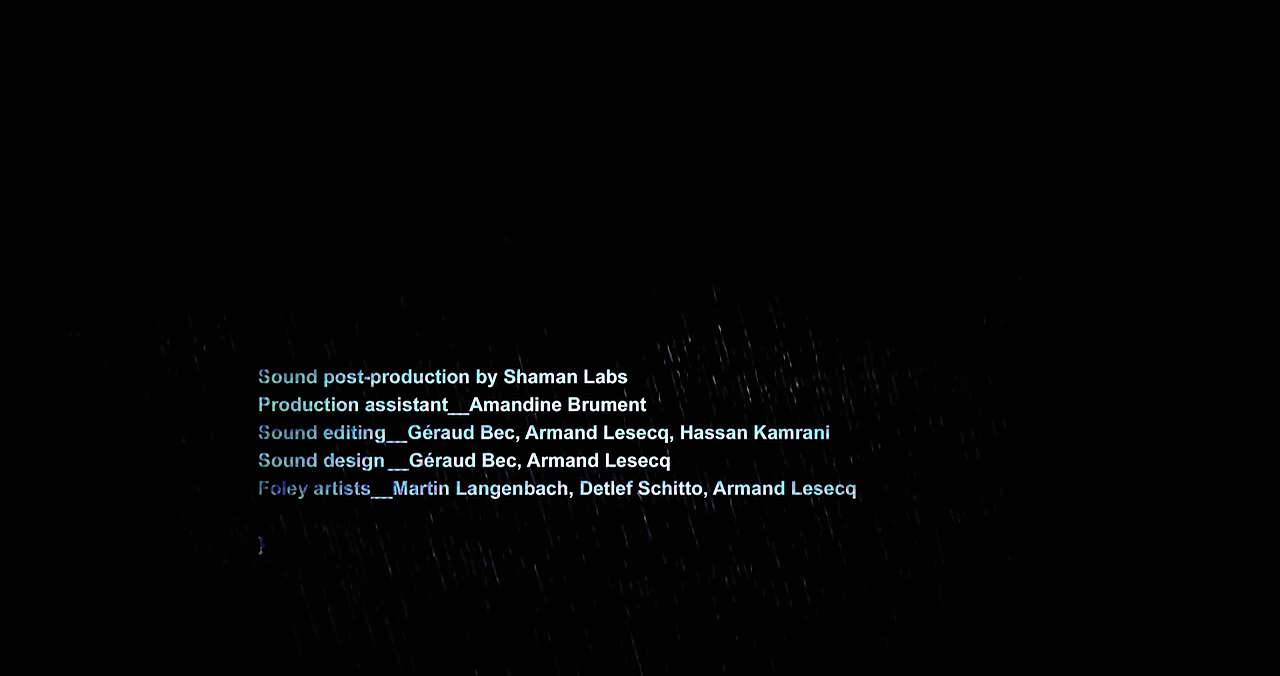 Sound post-production by Shaman Labs
Production assistant__Amandine Brument
Sound editing__Géraud Bec, Armand Lesecq, Hassan Kamrani
Sound design __Géraud Bec, Armand Lesecq
Foley artists__Martin Langenbach, Detlef Schitto, Armand Lesecq
}